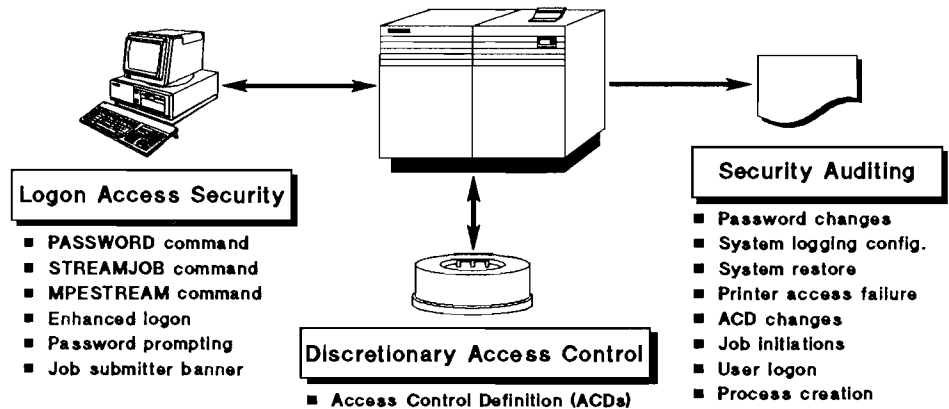 Logon Access Security
■ PASSWORD command
■ STREAMJOB command
■ MPESTREAM command
■ Enhanced logon
■ Password prompting
■ Job submitter banner
Discretionary Access Control
■ Access Control Definition (ACDs)
Security Auditing
■ Password changes
■ System logging config.
■ System restore
■ Printer access failure
■ ACD changes
■ Job initiations
■ User logon
■ Process creation